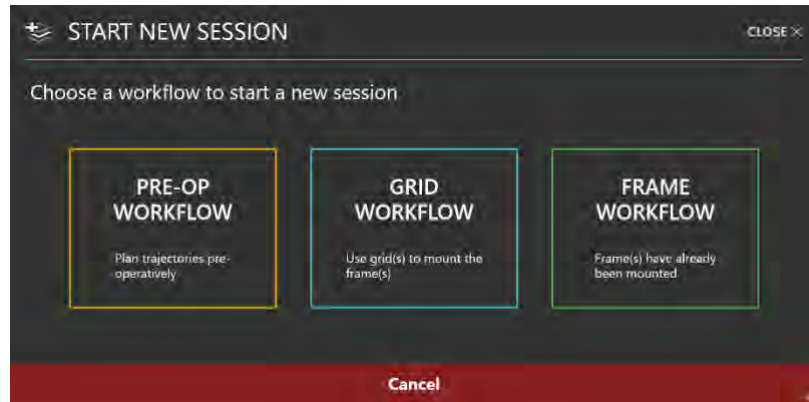 START NEW SESSION
CLOSE ×
Choose a workflow to start a new session
PRE-OP
WORKFLOW
Plan trajectories pre-
operatively
GRID
WORKFLOW
Use grid(s) to mount the
frame(s)
FRAME
WORKFLOW
Frame(s) have already
been mounted
Cancel